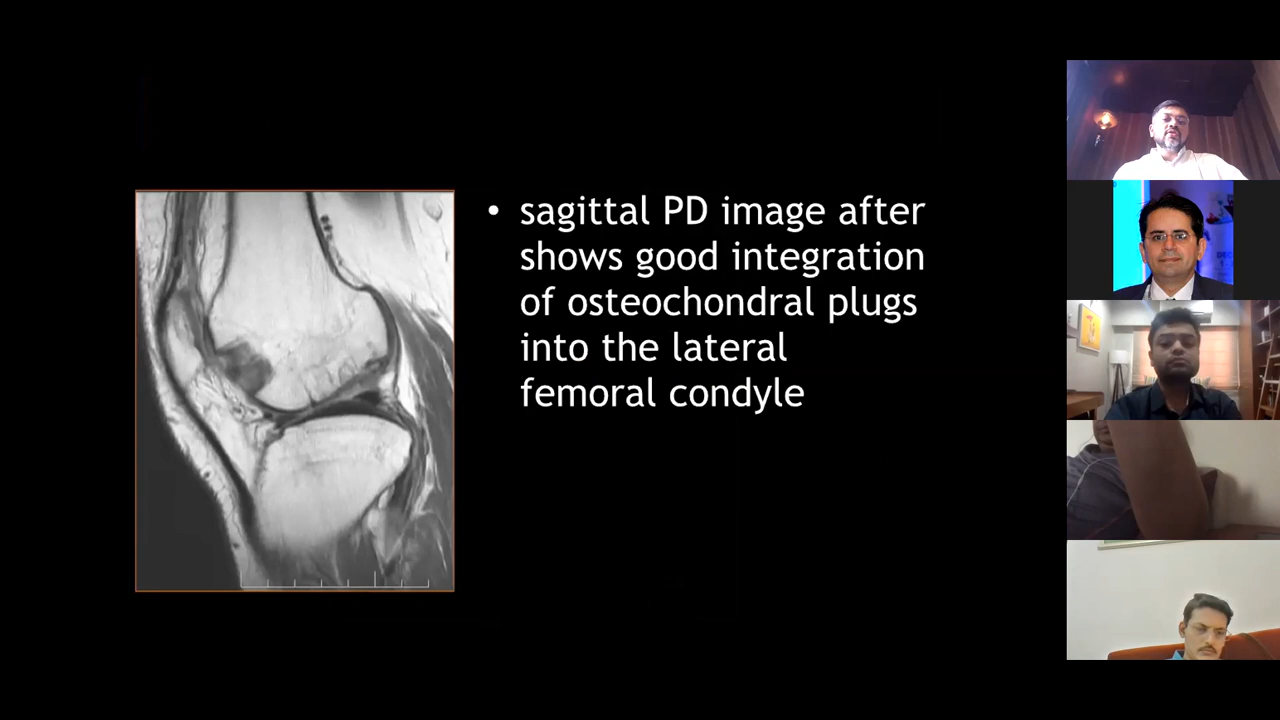 • sagittal PD image after
shows good integration
of osteochondral plugs
into the lateral
femoral condyle